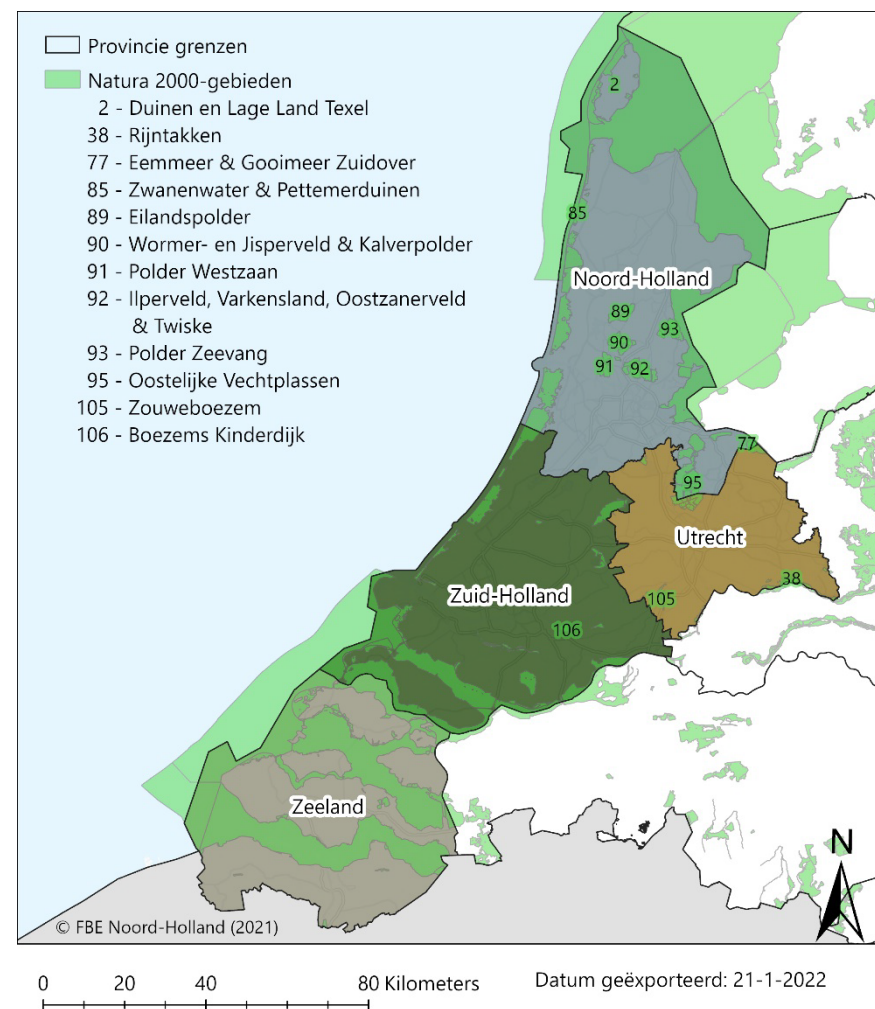 Provincie grenzen
Natura 2000-gebieden
2 - Duinen en Lage Land Texel
38 - Rijntakken
77 - Eemmeer & Gooimeer Zuidover
85 - Zwanenwater & Pettemerduinen
89 - Eilandspolder
90 - Wormer- en Jisperveld & Kalverpolder
91 - Polder Westzaan
92 - Ilperveld, Varkensland, Oostzanerveld
& Twiske
93 - Polder Zeevang
95 - Oostelijke Vechtplassen
105 - Zouweboezem
106 - Boezems Kinderdijk
2
85
Noord-Holland
89
93
90
91
92
77
95
Utrecht
38
Zuid-Holland
105
106
Zeeland
N
© FBE Noord-Holland (2021)
0 20 40 80 Kilometers
Datum geëxporteerd: 21-1-2022